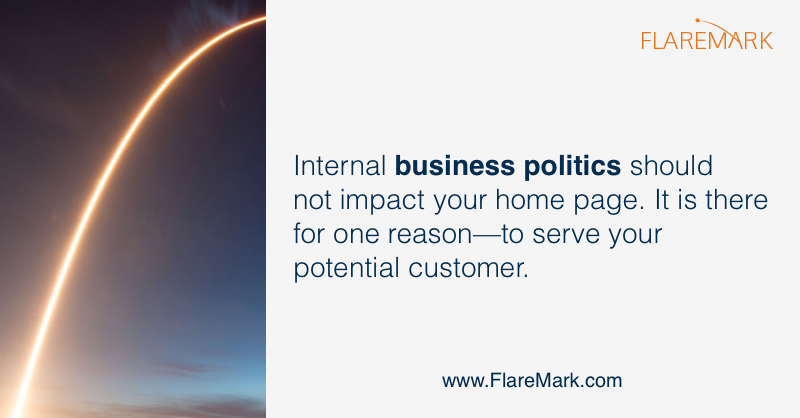 FLAREMARK
Internal business politics should
not impact your home page. It is there
for one reason—to serve your
potential customer.
www.FlareMark.com